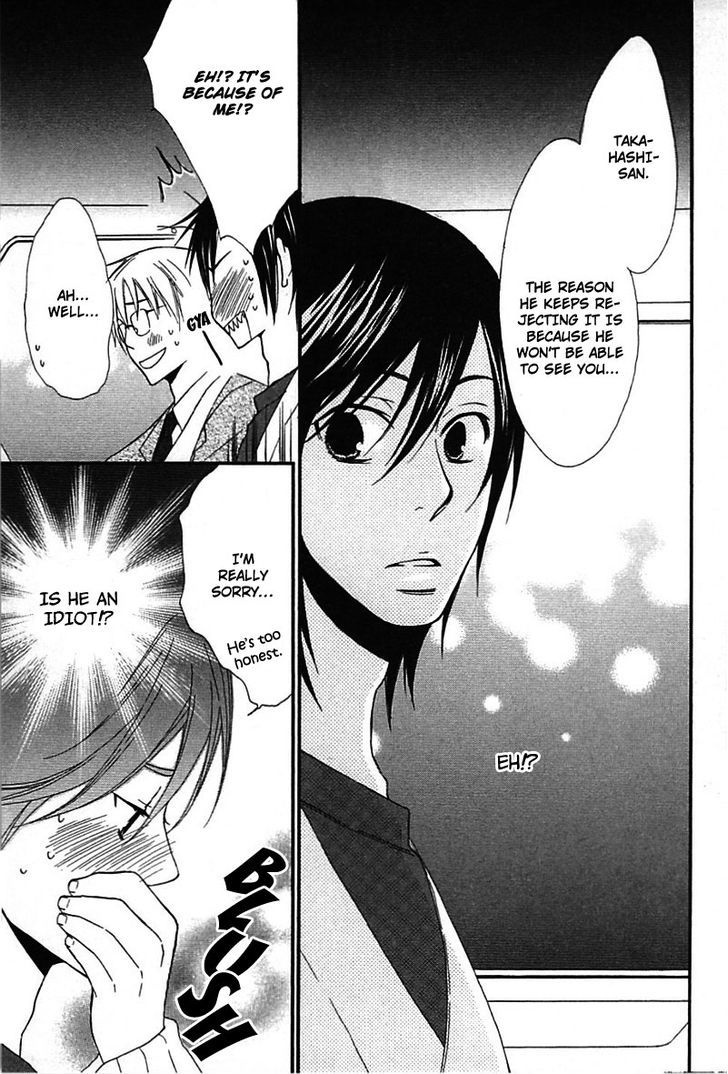 TAKA-
HASHI-
SAN.
THE REASON
HE KEEPS RE-
JECTING IT IS
BECAUSE HE
WON'T BE ABLE
TO SEE YOU...
EH!?
EH!? IT'S
BECAUSE OF
ME!?
GYA
AH...
WELL...
I'M
REALLY
SORRY...
He's too
honest.
IS HE AN
IDIOT!?
BLUSH